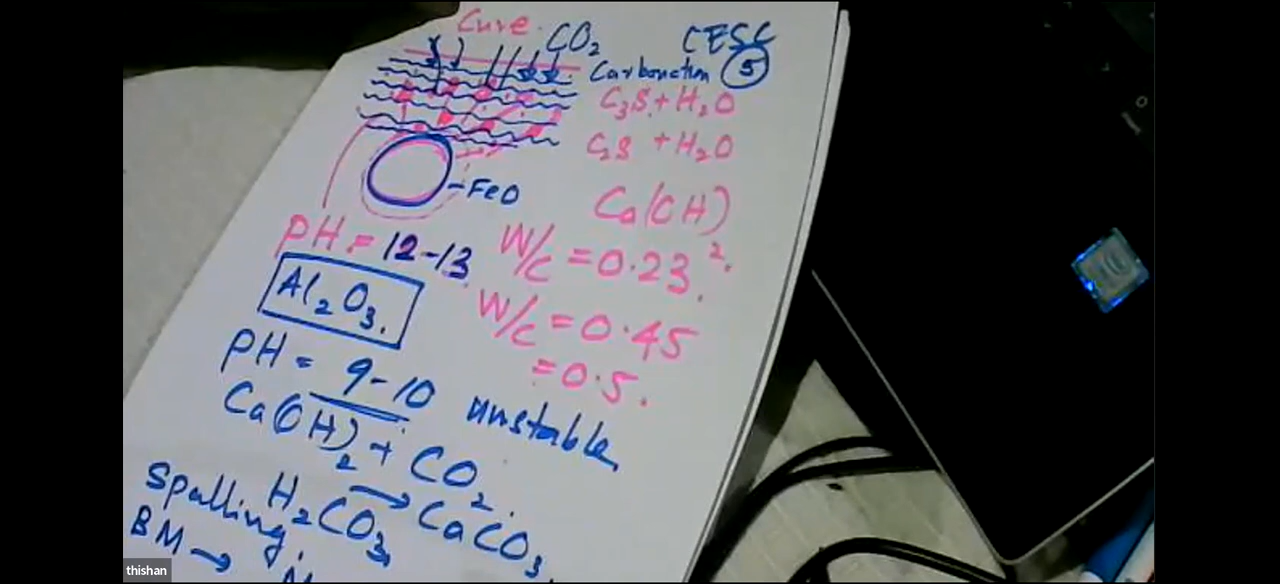 Cure CO₂ CESC
Carbonation 5
C₃S + H₂O
C₂S + H₂O
FeO
Ca(OH)₂.
PH = 12-13
W/C = 0.23.
Al₂O₃.
W/C = 0.45
= 0.5.
PH = 9-10 unstable
Ca(OH)₂ + CO₂.
H₂CO₃ → CaCO₃.
Spalling.
BM →
thishan